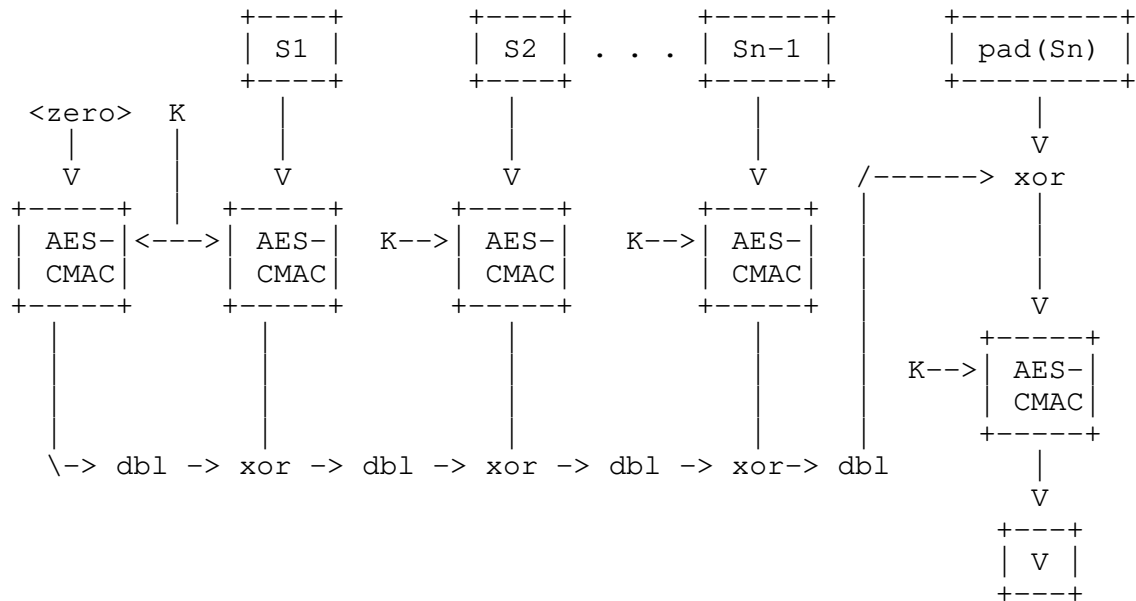 S1 S2 . . . Sn-1 pad(Sn)
<zero> K
V
V V V V /------> xor
AES- <---> AES- K--> AES- K--> AES-
CMAC CMAC CMAC CMAC
V
K--> AES-
CMAC
\-> dbl -> xor -> dbl -> xor -> dbl -> xor-> dbl
V
V